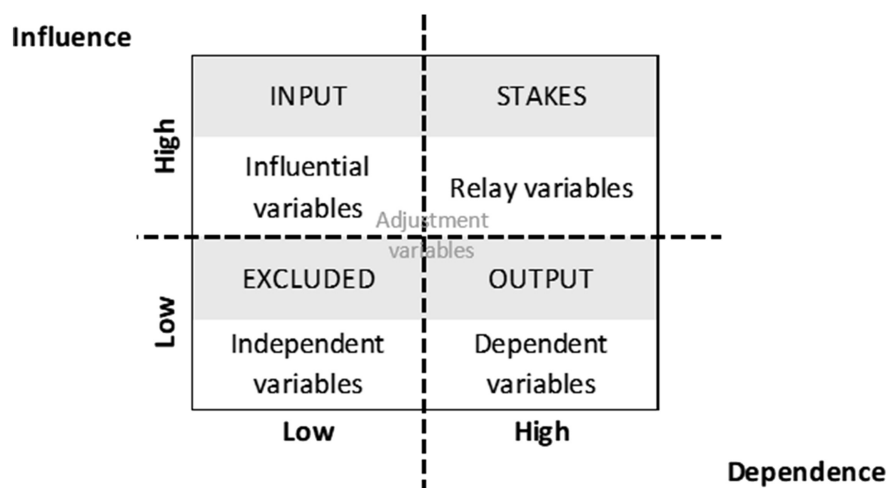 Influence
INPUT
STAKES
High
Influential
variables
Relay variables
Adjustment
variables
EXCLUDED
OUTPUT
Low
Independent
variables
Dependent
variables
Low
High
Dependence